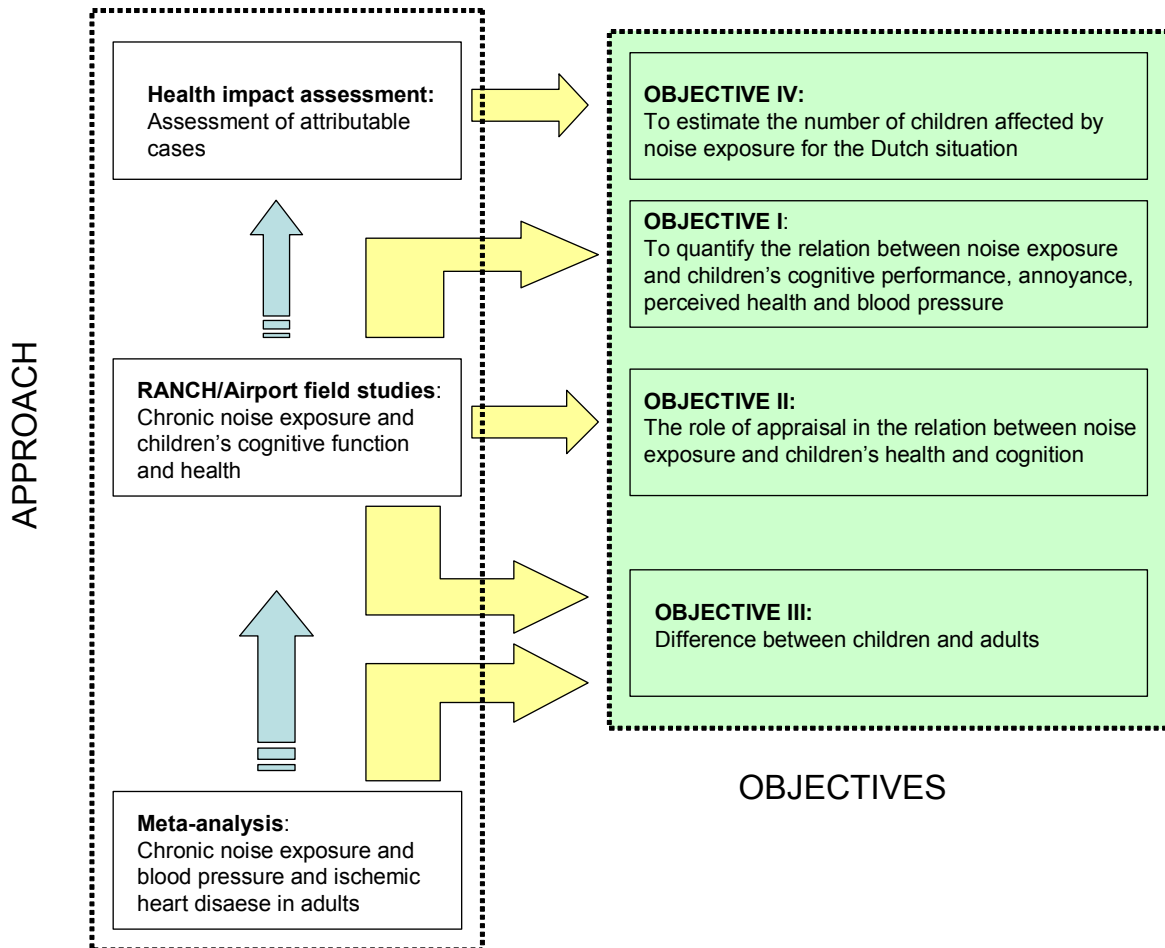 APPROACH
Health impact assessment:
Assessment of attributable
cases
RANCH/Airport field studies:
Chronic noise exposure and
children's cognitive function
and health
Meta-analysis:
Chronic noise exposure and
blood pressure and ischemic
heart disaese in adults
OBJECTIVE IV:
To estimate the number of children affected by
noise exposure for the Dutch situation
OBJECTIVE I:
To quantify the relation between noise exposure
and children's cognitive performance, annoyance,
perceived health and blood pressure
OBJECTIVE II:
The role of appraisal in the relation between noise
exposure and children's health and cognition
OBJECTIVE III:
Difference between children and adults
OBJECTIVES